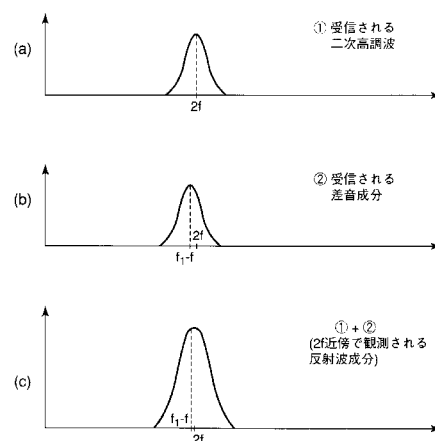 (a)
① 受信される
二次高調波
2f
(b)
② 受信される
差音成分
2f
f₁-f
(c)
① + ②
(2f近傍で観測される
反射波成分)
f₁-f
2f